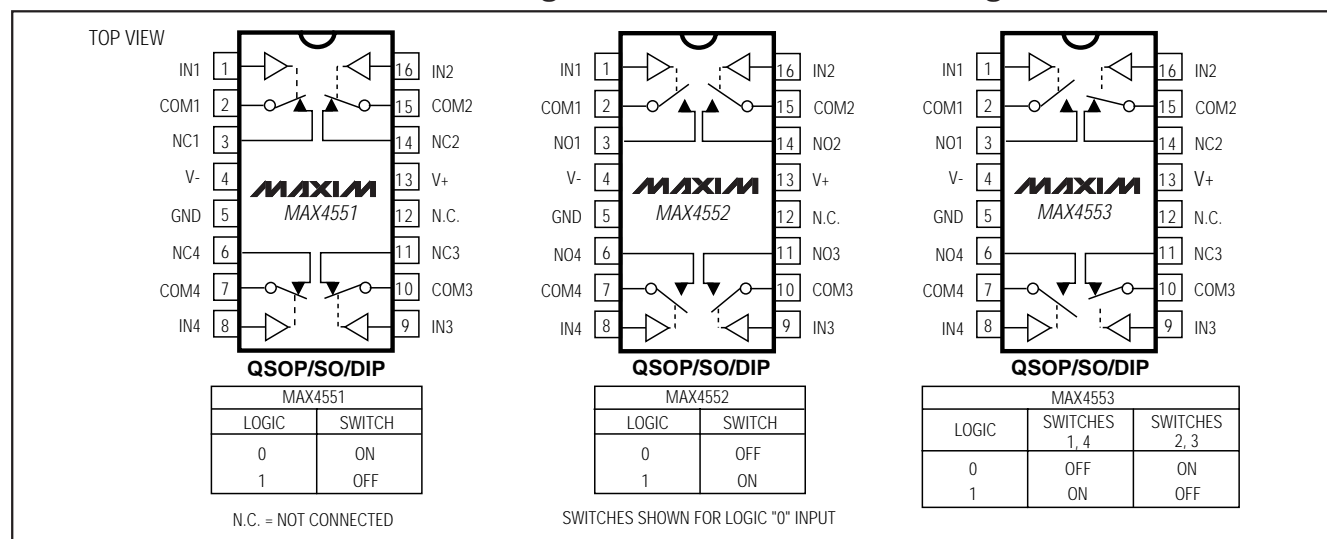 TOP VIEW
IN1 1 16 IN2
COM1 2 15 COM2
NC1 3 14 NC2
V- 4 13 V+
GND 5 12 N.C.
NC4 6 11 NC3
COM4 7 10 COM3
IN4 8 9 IN3
MAXIM
MAX4551
QSOP/SO/DIP
MAX4551
LOGIC SWITCH
0 ON
1 OFF
N.C. = NOT CONNECTED
IN1 1 16 IN2
COM1 2 15 COM2
NO1 3 14 NO2
V- 4 13 V+
GND 5 12 N.C.
NO4 6 11 NO3
COM4 7 10 COM3
IN4 8 9 IN3
MAXIM
MAX4552
QSOP/SO/DIP
MAX4552
LOGIC SWITCH
0 OFF
1 ON
SWITCHES SHOWN FOR LOGIC "0" INPUT
IN1 1 16 IN2
COM1 2 15 COM2
NO1 3 14 NC2
V- 4 13 V+
GND 5 12 N.C.
NO4 6 11 NC3
COM4 7 10 COM3
IN4 8 9 IN3
MAXIM
MAX4553
QSOP/SO/DIP
MAX4553
LOGIC SWITCHES 1, 4 SWITCHES 2, 3
0 OFF ON
1 ON OFF